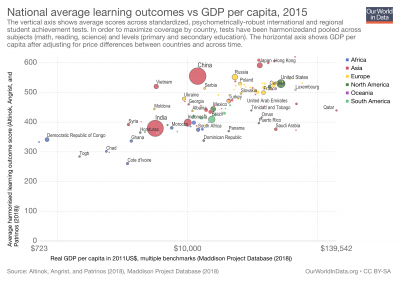 National average learning outcomes vs GDP per capita, 2015
Our World
in Data
The vertical axis shows average scores across standardized, psychometrically-robust international and regional
student achievement tests. In order to maximize coverage by country, tests have been harmonizedand pooled across
subjects (math, reading, science) and levels (primary and secondary education). The horizontal axis shows GDP per
capita after adjusting for price differences between countries and across time.
Average harmonised learning outcome score (Altinok, Angrist, and
Patrinos (2018))
600
500
400
300
200
100
0
$723
$10,000
$139,542
Real GDP per capita in 2011US$, multiple benchmarks (Maddison Project Database (2018))
Africa
Asia
Europe
North America
Oceania
South America
China
Russia
Poland
United States
Vietnam
Serbia
Luxembourg
Moldova
Georgia
United Arab Emirates
Trinidad and Tobago
Qatar
Mexico
Brazil
Oman
Puerto Rico
Syria
India
Honduras
Morocco
Indonesia
South Africa
Panama
Saudi Arabia
Dominican Republic
Democratic Republic of Congo
Ghana
Togo
Chad
Cote d'Ivoire
Source: Altinok, Angrist, and Patrinos (2018), Maddison Project Database (2018)
OurWorldInData.org • CC BY-SA